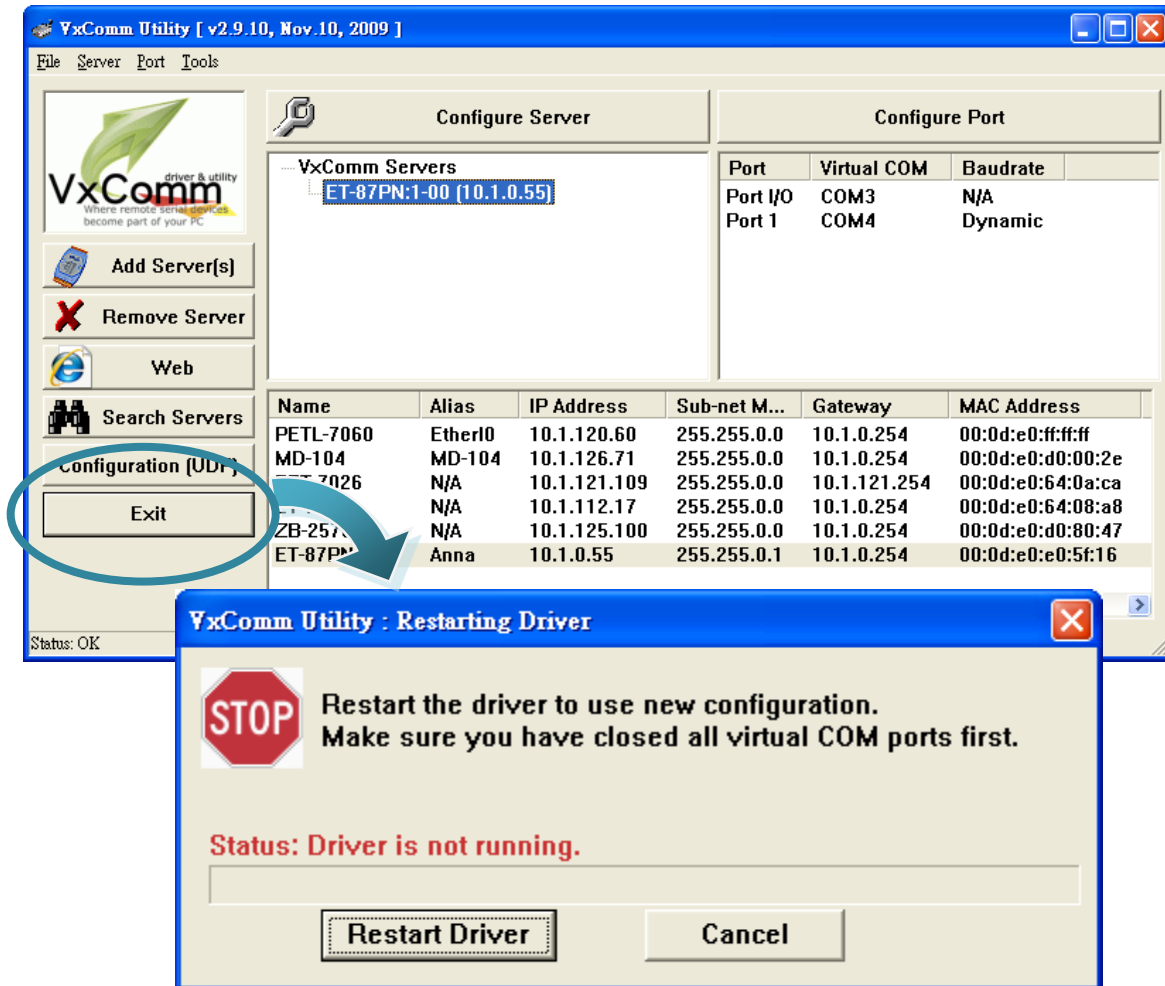 VxComm Utility [ v2.9.10, Nov.10, 2009 ]
File Server Port Tools
VxComm
driver & utility
Where remote serial devices
become part of your PC
Add Server(s)
Remove Server
Web
Search Servers
Configuration (UDP)
Exit
Configure Server
VxComm Servers
ET-87PN:1-00 (10.1.0.55)
Configure Port
Port Virtual COM Baudrate
Port I/O COM3 N/A
Port 1 COM4 Dynamic
Name Alias IP Address Sub-net M... Gateway MAC Address
PETL-7060 EtherI0 10.1.120.60 255.255.0.0 10.1.0.254 00:0d:e0:ff:ff:ff
MD-104 MD-104 10.1.126.71 255.255.0.0 10.1.0.254 00:0d:e0:d0:00:2e
N/A 10.1.121.109 255.255.0.0 10.1.121.254 00:0d:e0:64:0a:ca
N/A 10.1.112.17 255.255.0.0 10.1.0.254 00:0d:e0:64:08:a8
N/A 10.1.125.100 255.255.0.0 10.1.0.254 00:0d:e0:d0:80:47
ET-87PN Anna 10.1.0.55 255.255.0.1 10.1.0.254 00:0d:e0:e0:5f:16
Status: OK
VxComm Utility : Restarting Driver
STOP
Restart the driver to use new configuration.
Make sure you have closed all virtual COM ports first.
Status: Driver is not running.
Restart Driver Cancel